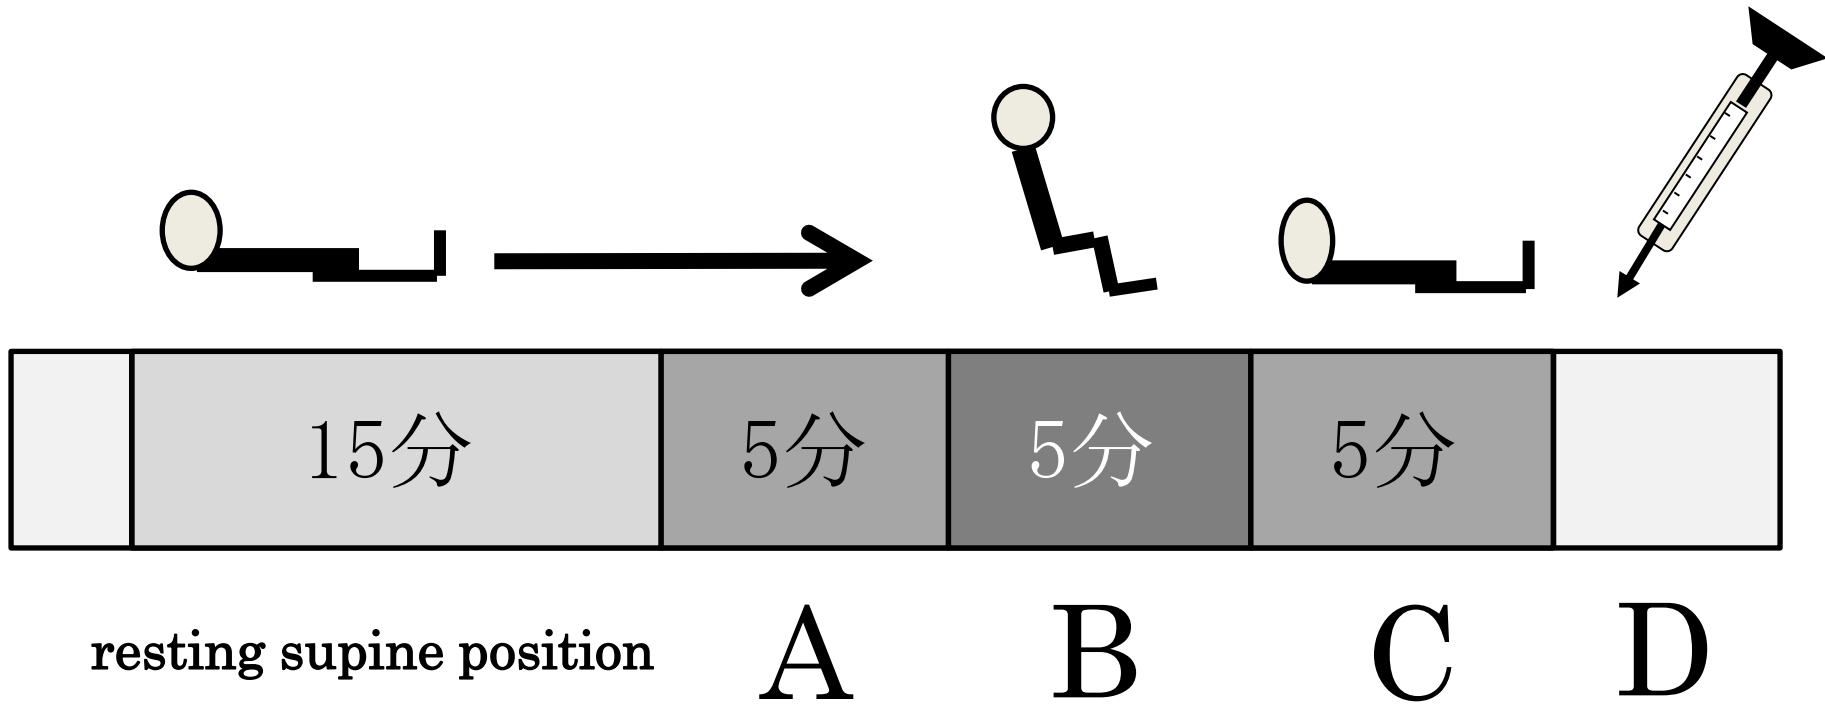 15分 5分 5分 5分
resting supine position A B C D